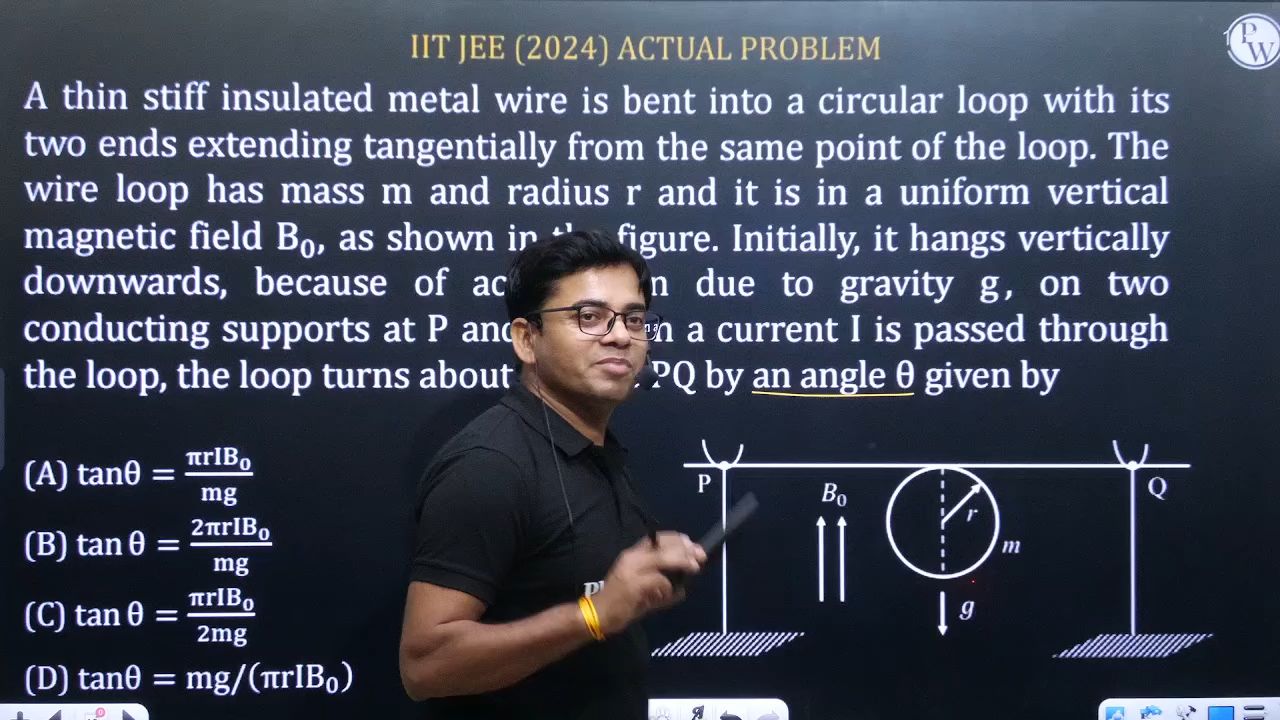 IIT JEE (2024) ACTUAL PROBLEM
PW
A thin stiff insulated metal wire is bent into a circular loop with its
two ends extending tangentially from the same point of the loop. The
wire loop has mass m and radius r and it is in a uniform vertical
magnetic field B₀, as shown in the figure. Initially, it hangs vertically
downwards, because of due to gravity g, on two
conducting supports at P and a current I is passed through
the loop, the loop turns about PQ by an angle θ given by
(A) tanθ = πrIB₀/mg
(B) tan θ = 2πrIB₀/mg
(C) tan θ = πrIB₀/2mg
(D) tanθ = mg/(πrIB₀)
P
Q
B₀
r
m
g